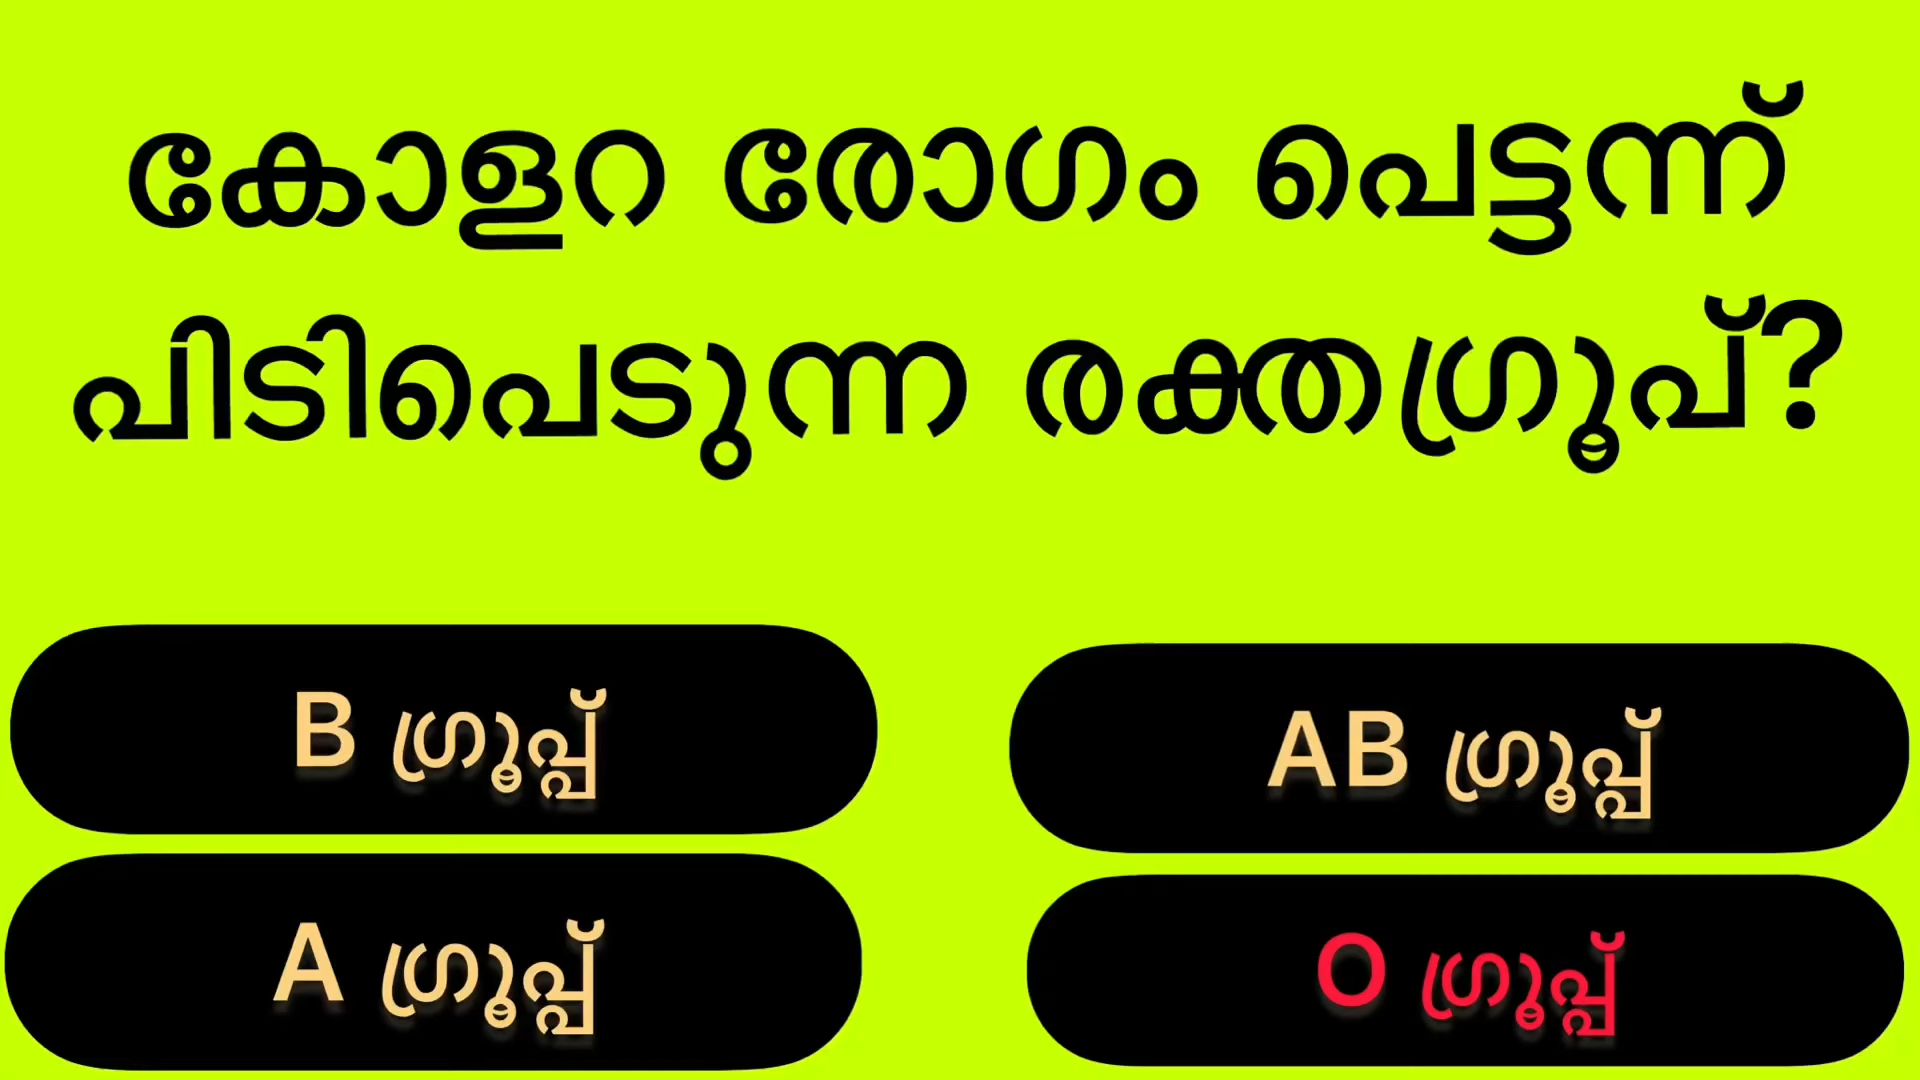 കോളറ രോഗം പെട്ടന്ന്
പിടിപെടുന്ന രക്തഗ്രൂപ്?
B ഗ്രൂപ്പ്
AB ഗ്രൂപ്പ്
A ഗ്രൂപ്പ്
O ഗ്രൂപ്പ്